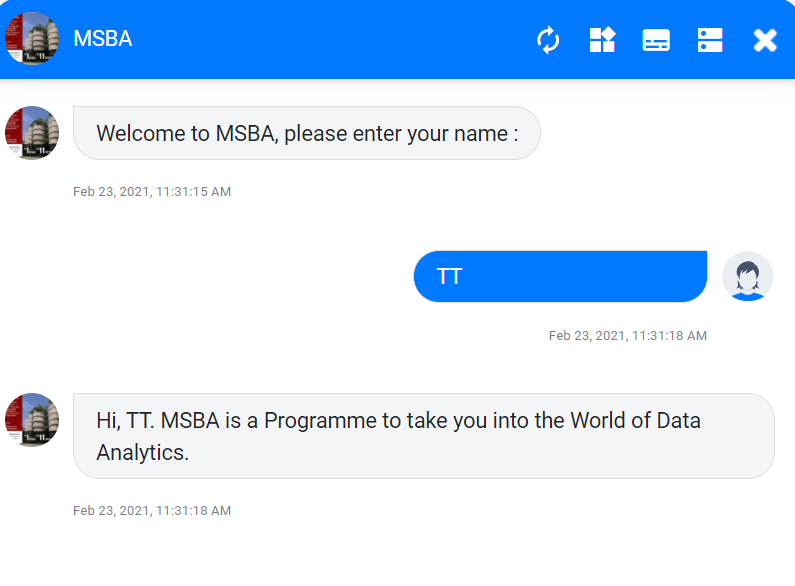 MSBA
Welcome to MSBA, please enter your name :
Feb 23, 2021, 11:31:15 AM
TT
Feb 23, 2021, 11:31:18 AM
Hi, TT. MSBA is a Programme to take you into the World of Data
Analytics.
Feb 23, 2021, 11:31:18 AM